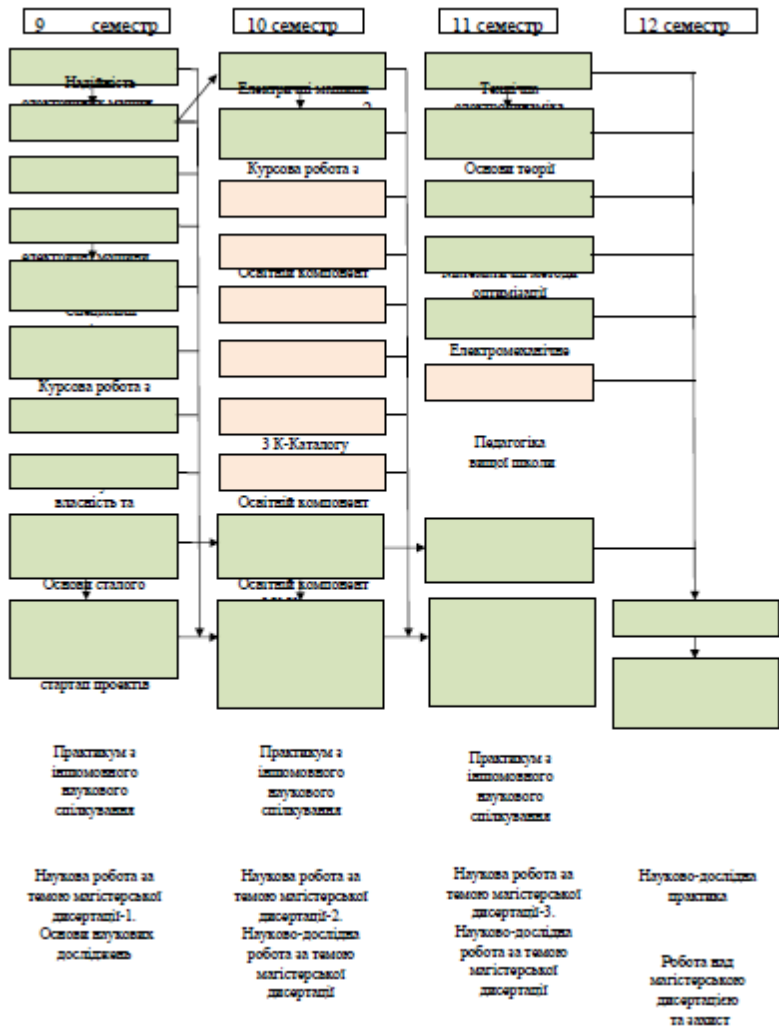 9 семестр
Надійність
електричних машин
електричні машини
Спеціальні
Курсова робота з
власність та
Основи сталого
стартап проектів
Практикум з
іншомовного
наукового
спілкування
Наукова робота за
темою магістерської
дисертації-1.
Основи наукових
досліджень
10 семестр
Електричні машини
2
Курсова робота з
Освітній компонент
З К-Каталогу
Освітній компонент
Освітній компонент
Практикум з
іншомовного
наукового
спілкування
Наукова робота за
темою магістерської
дисертації-2.
Науково-дослідна
робота за темою
магістерської
дисертації
11 семестр
Технічна
електродинаміка
Основи теорії
Математичні методи
оптимізації
Електромеханічне
Педагогіка
вищої школи
Практикум з
іншомовного
наукового
спілкування
Наукова робота за
темою магістерської
дисертації-3.
Науково-дослідна
робота за темою
магістерської
дисертації
12 семестр
Науково-дослідна
практика
Робота над
магістерською
дисертацією
та захист